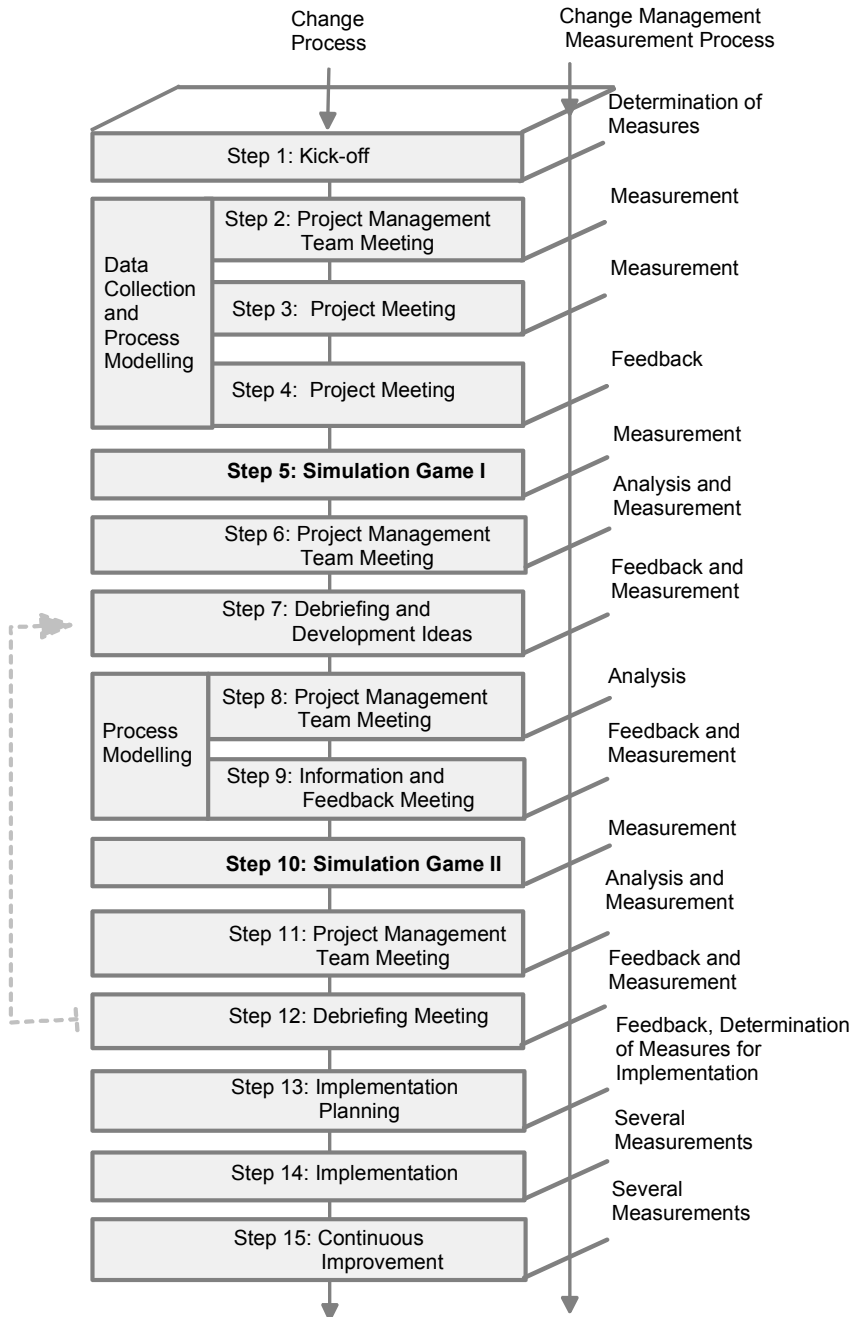 Change
Process
Change Management
Measurement Process
Determination of
Measures
Step 1: Kick-off
Measurement
Step 2: Project Management
Team Meeting
Data
Collection
and
Process
Modelling
Measurement
Step 3: Project Meeting
Feedback
Step 4: Project Meeting
Measurement
Step 5: Simulation Game I
Analysis and
Measurement
Step 6: Project Management
Team Meeting
Feedback and
Measurement
Step 7: Debriefing and
Development Ideas
Analysis
Step 8: Project Management
Team Meeting
Process
Modelling
Feedback and
Measurement
Step 9: Information and
Feedback Meeting
Measurement
Step 10: Simulation Game II
Analysis and
Measurement
Step 11: Project Management
Team Meeting
Feedback and
Measurement
Step 12: Debriefing Meeting
Feedback, Determination
of Measures for
Implementation
Step 13: Implementation
Planning
Several
Measurements
Step 14: Implementation
Several
Measurements
Step 15: Continuous
Improvement